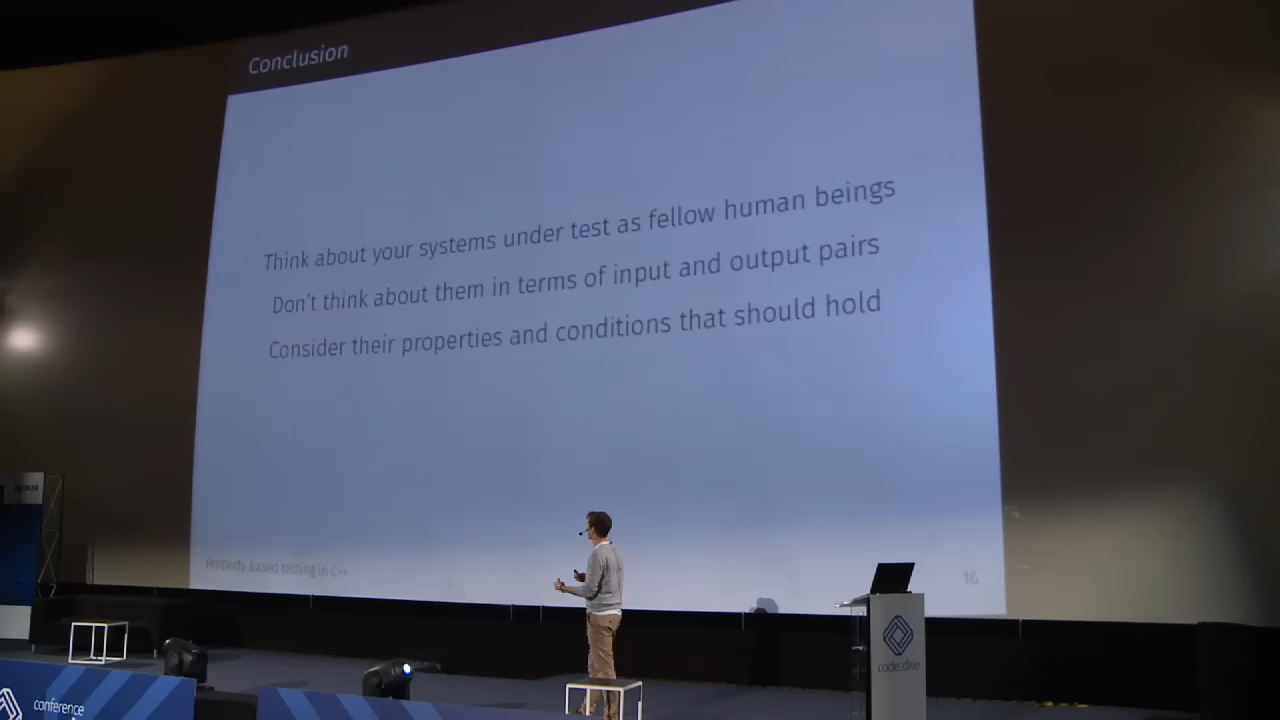 Conclusion
Think about your systems under test as fellow human beings
Don't think about them in terms of input and output pairs
Consider their properties and conditions that should hold
Property based testing in C++
16
NOKIA
code::dive
conference